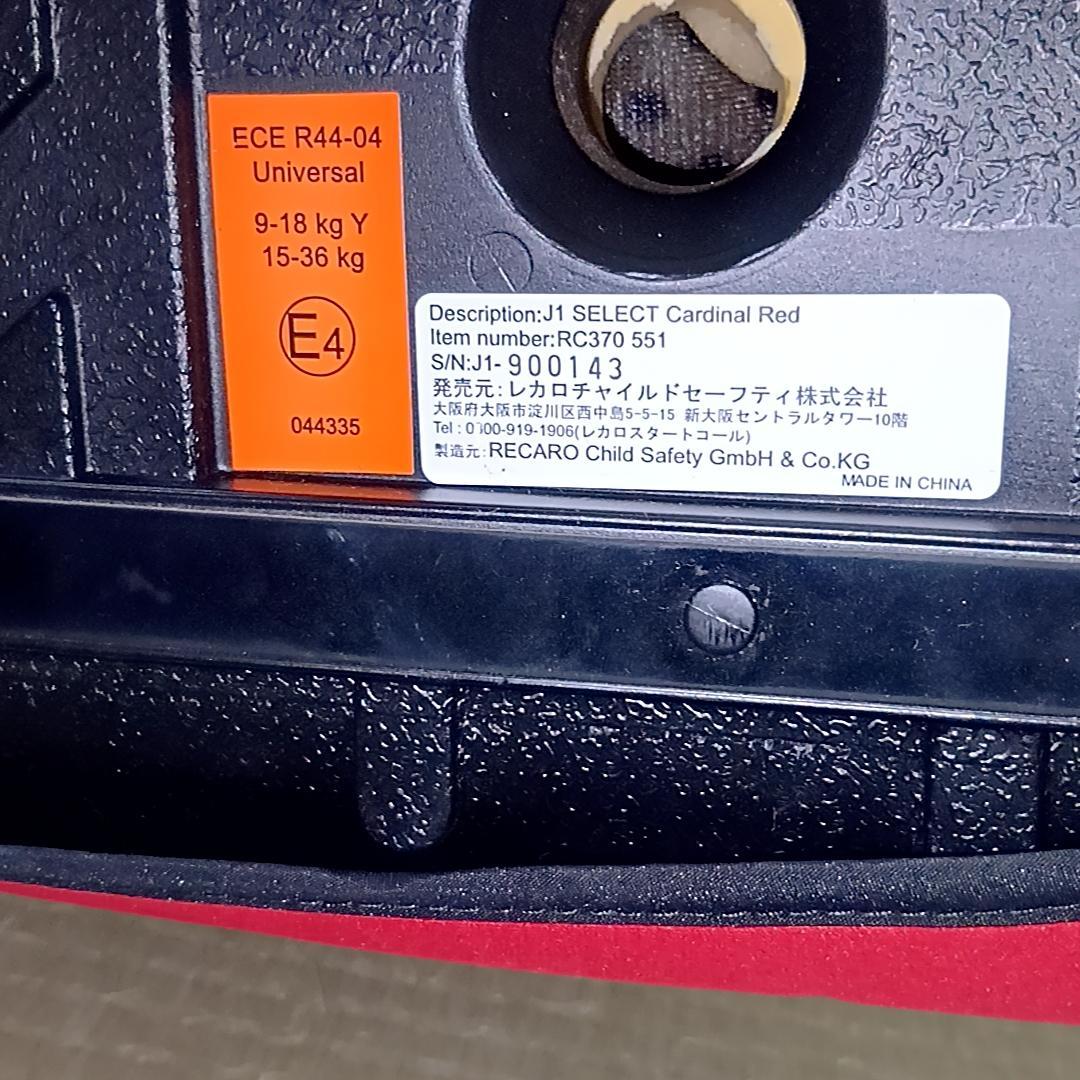 ECE R44-04
Universal
9-18 kg Y
15-36 kg
E4
044335
Description:J1 SELECT Cardinal Red
Item number:RC370 551
S/N:J1-900143
発売元:レカロチャイルドセーフティ株式会社
大阪府大阪市淀川区西中島5-5-15 新大阪セントラルタワー10階
Tel : 0300-919-1906(レカロスタートコール)
製造元:RECARO Child Safety GmbH & Co.KG
MADE IN CHINA